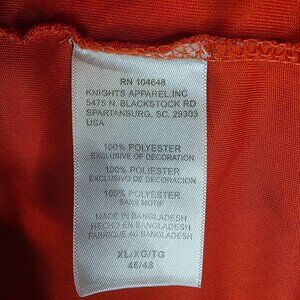 RN 104648
KNIGHTS APPAREL, INC
5475 N. BLACKSTOCK RD
SPARTANBURG, SC. 29303
USA
100% POLYESTER
EXCLUSIVE OF DECORATION
100% POLIESTER
EXCLUSIVO DE DECORACION
100% POLYESTER
SANS MOTIF
MADE IN BANGLADESH
HECHO EN BANGLADESH
FABRIQUE AU BANGLADESH
XL/XG/TG
46/48